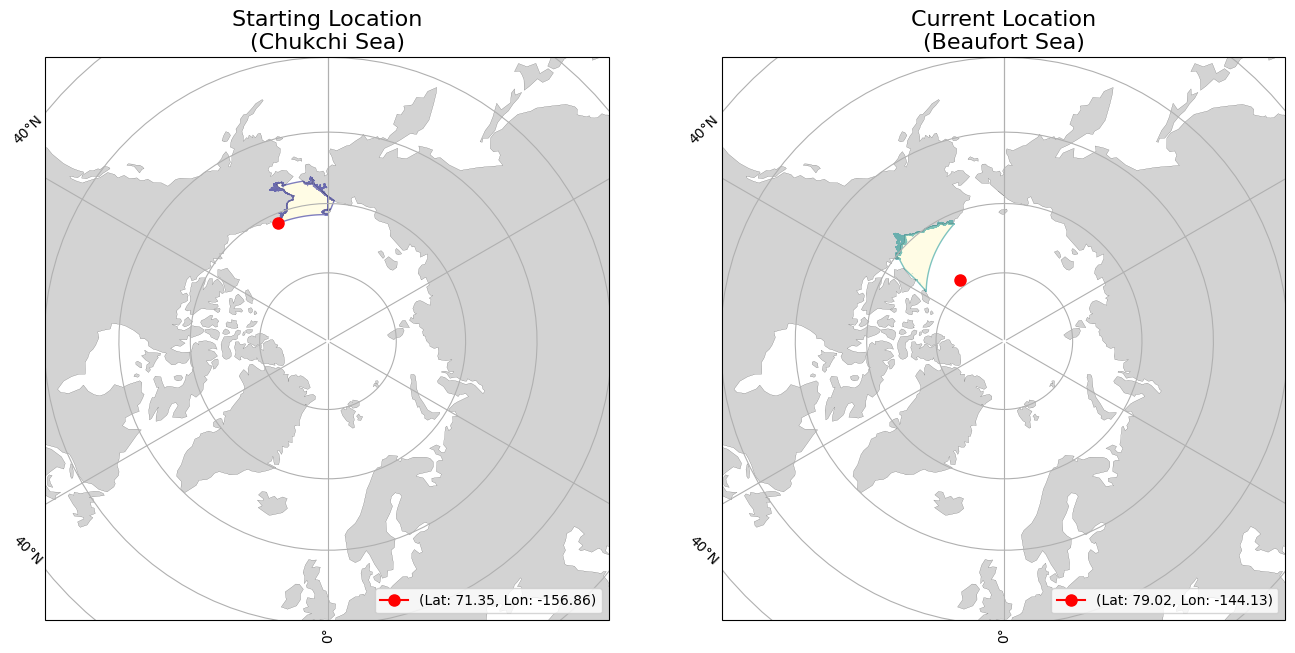 Starting Location
(Chukchi Sea)
40°N
40°N
0°
(Lat: 71.35, Lon: -156.86)
Current Location
(Beaufort Sea)
40°N
40°N
0°
(Lat: 79.02, Lon: -144.13)